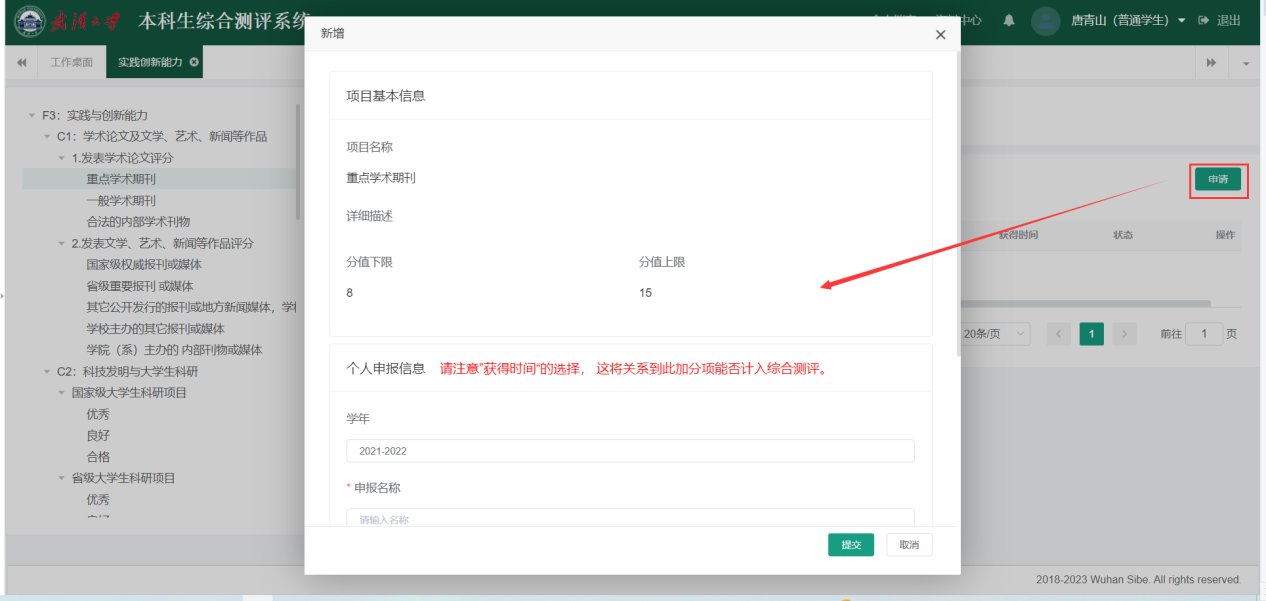 武汉大学 本科生综合测评系统
唐青山（普通学生） 退出
工作桌面 实践创新能力
F3：实践与创新能力
C1：学术论文及文学、艺术、新闻等作品
1.发表学术论文评分
重点学术期刊
一般学术期刊
合法的内部学术刊物
2.发表文学、艺术、新闻等作品评分
国家级权威报刊或媒体
省级重要报刊 或媒体
其它公开发行的报刊或地方新闻媒体，学
学校主办的其它报刊或媒体
学院（系）主办的 内部刊物或媒体
C2：科技发明与大学生科研
国家级大学生科研项目
优秀
良好
合格
省级大学生科研项目
优秀
新增
项目基本信息
项目名称
重点学术期刊
详细描述
分值下限 分值上限
8 15
个人申报信息 请注意"获得时间"的选择， 这将关系到此加分项能否计入综合测评。
学年
2021-2022
* 申报名称
请输入名称
提交 取消
申请
获得时间 状态 操作
20条/页 1 前往 1 页
2018-2023 Wuhan Sibe. All rights reserved.